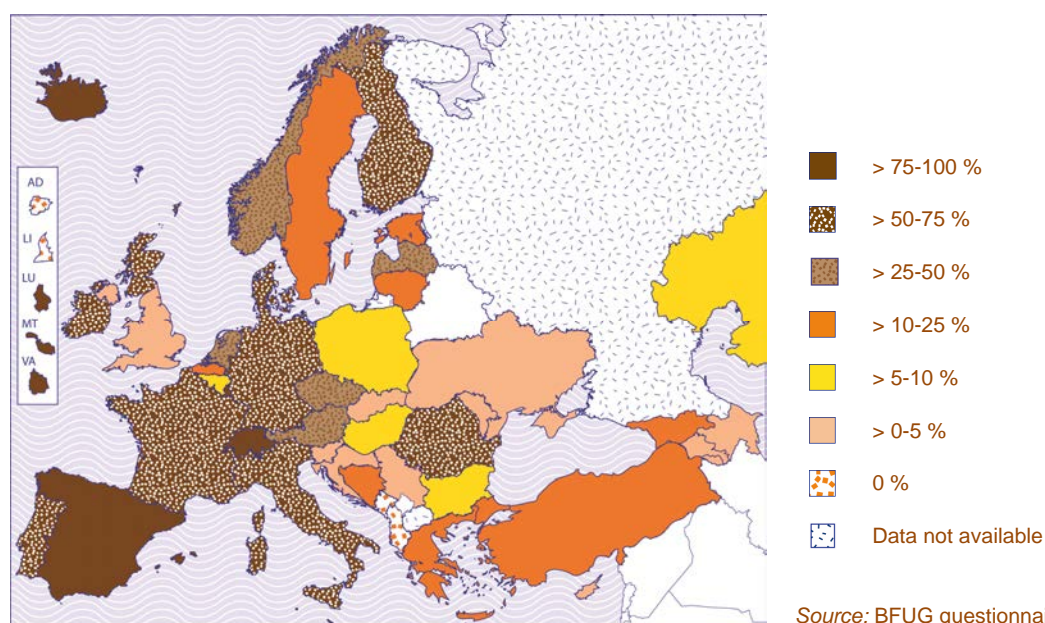 AD
LI
LU
MT
VA
> 75-100 %
> 50-75 %
> 25-50 %
> 10-25 %
> 5-10 %
> 0-5 %
0 %
Data not available
Source: BFUG questionna